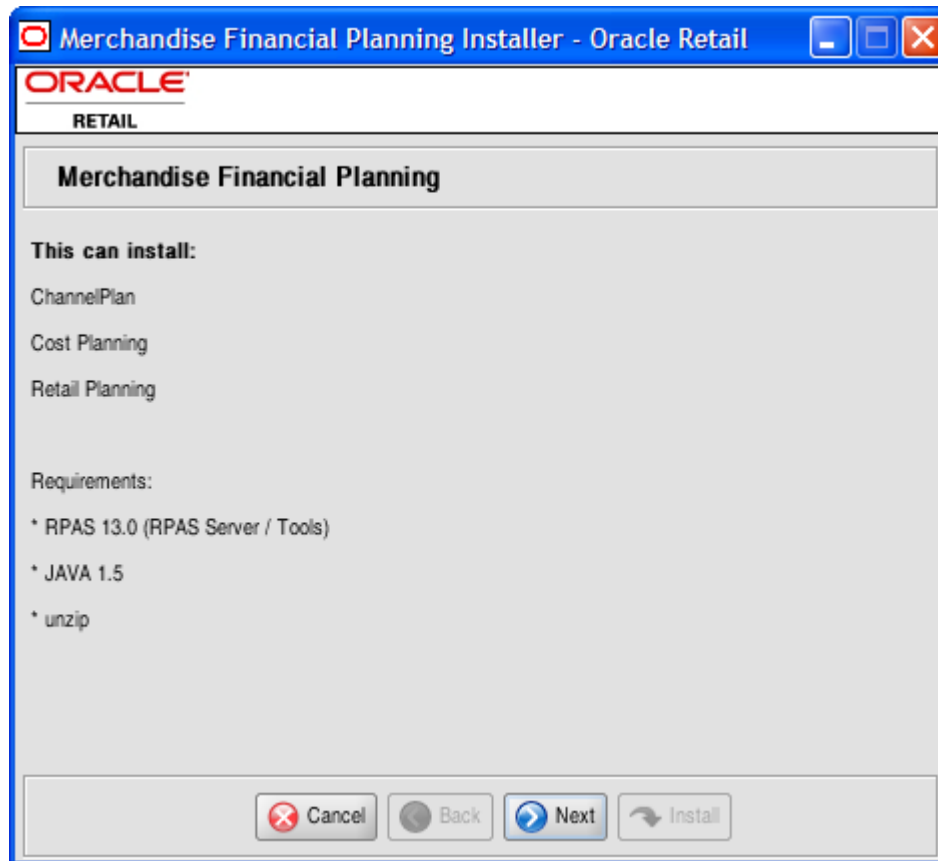 Merchandise Financial Planning Installer - Oracle Retail
ORACLE'
RETAIL
Merchandise Financial Planning
This can install:
ChannelPlan
Cost Planning
Retail Planning
Requirements:
* RPAS 13.0 (RPAS Server / Tools)
* JAVA 1.5
* unzip
Cancel Back Next Install